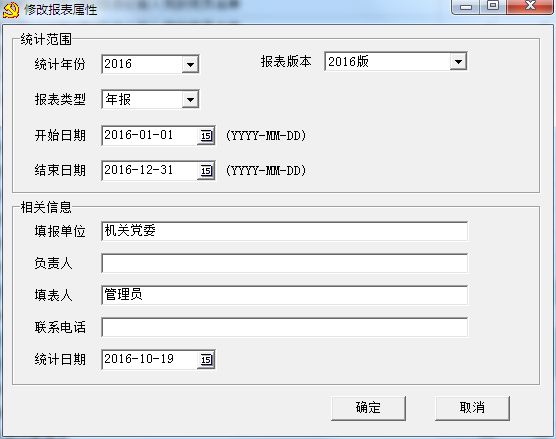 修改报表属性
统计范围
统计年份 2016 报表版本 2016版
报表类型 年报
开始日期 2016-01-01 15 (YYYY-MM-DD)
结束日期 2016-12-31 15 (YYYY-MM-DD)
相关信息
填报单位 机关党委
负责人
填表人 管理员
联系电话
统计日期 2016-10-19 15
确定 取消